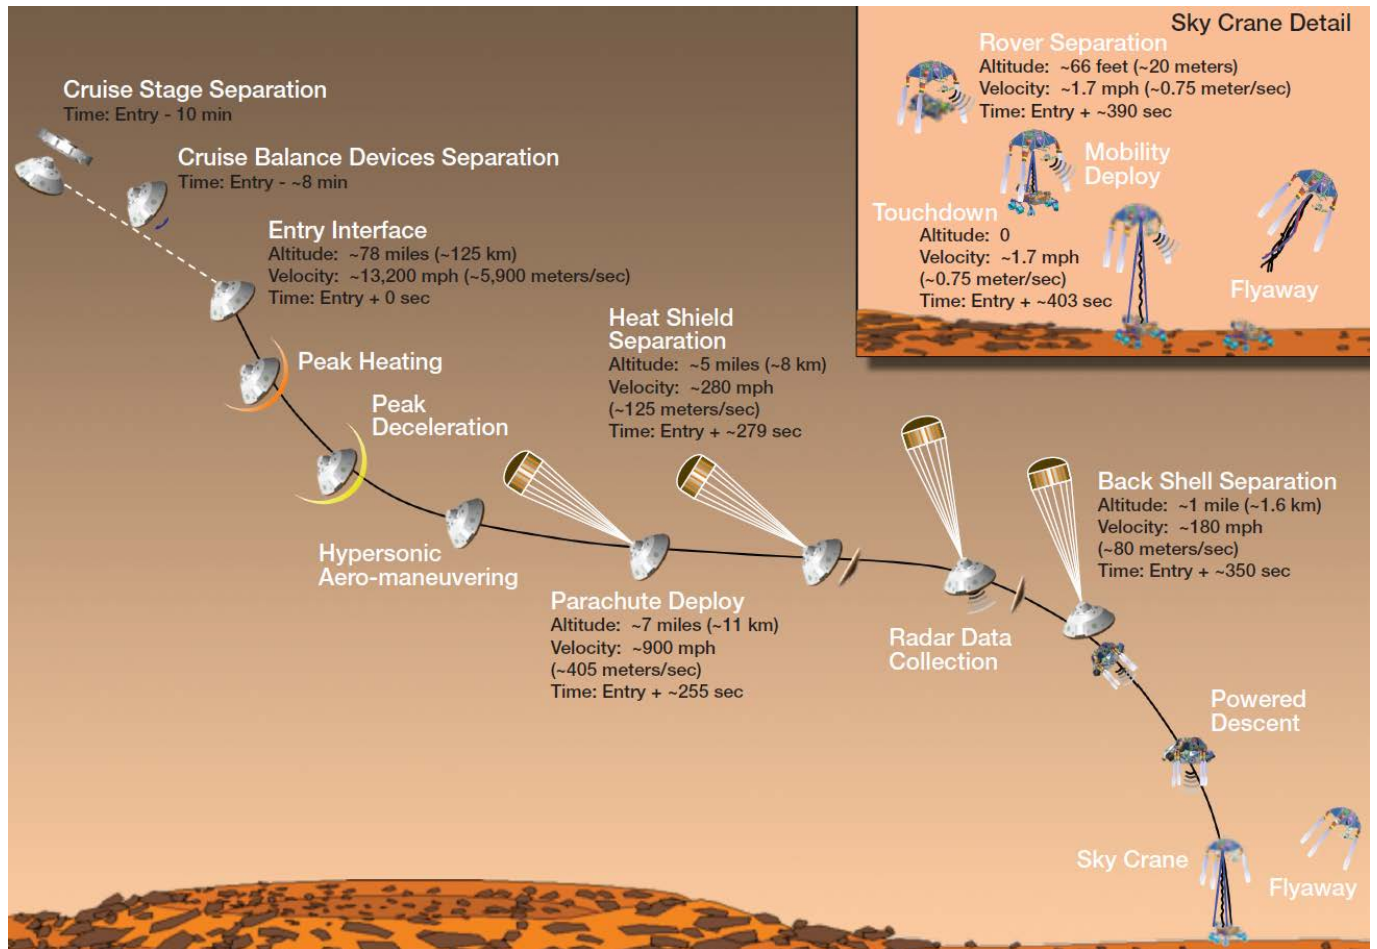 Sky Crane Detail
Rover Separation
Altitude: ~66 feet (~20 meters)
Velocity: ~1.7 mph (~0.75 meter/sec)
Time: Entry + ~390 sec
Mobility
Deploy
Touchdown
Altitude: 0
Velocity: ~1.7 mph
(~0.75 meter/sec)
Time: Entry + ~403 sec
Flyaway
Cruise Stage Separation
Time: Entry - 10 min
Cruise Balance Devices Separation
Time: Entry - ~8 min
Entry Interface
Altitude: ~78 miles (~125 km)
Velocity: ~13,200 mph (~5,900 meters/sec)
Time: Entry + 0 sec
Peak Heating
Peak
Deceleration
Hypersonic
Aero-maneuvering
Parachute Deploy
Altitude: ~7 miles (~11 km)
Velocity: ~900 mph
(~405 meters/sec)
Time: Entry + ~255 sec
Heat Shield
Separation
Altitude: ~5 miles (~8 km)
Velocity: ~280 mph
(~125 meters/sec)
Time: Entry + ~279 sec
Radar Data
Collection
Back Shell Separation
Altitude: ~1 mile (~1.6 km)
Velocity: ~180 mph
(~80 meters/sec)
Time: Entry + ~350 sec
Powered
Descent
Sky Crane
Flyaway